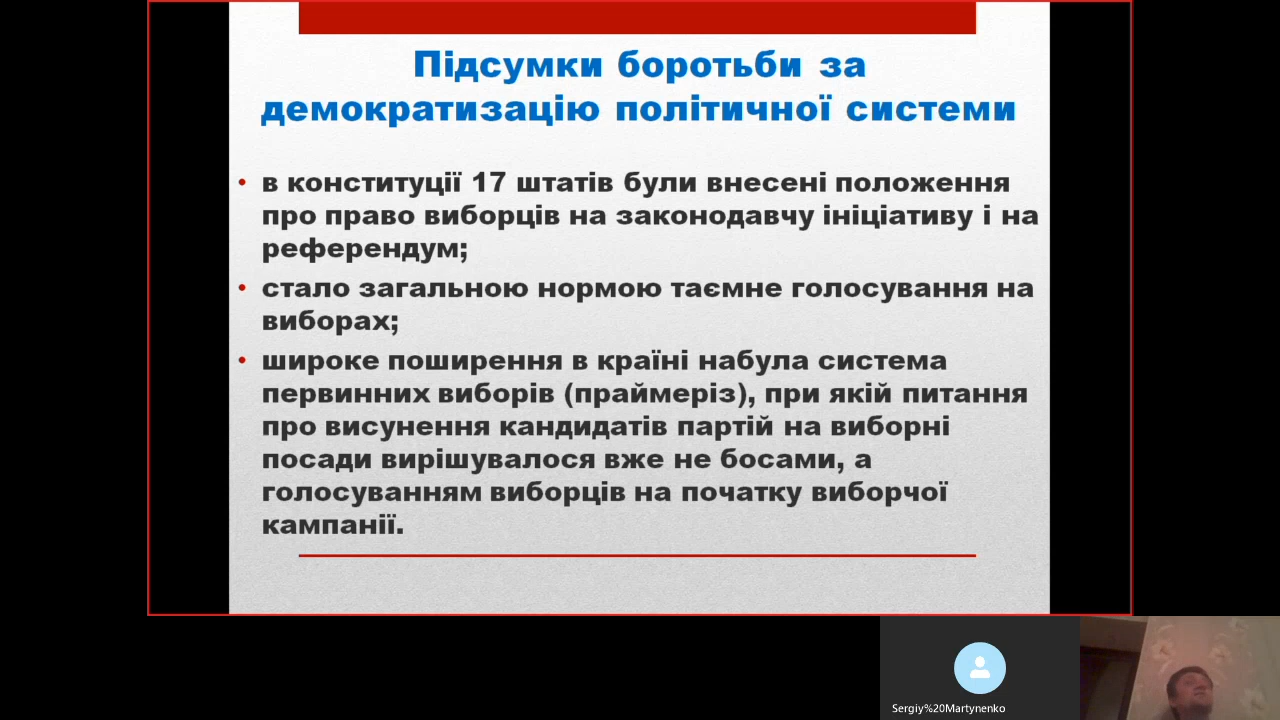 Підсумки боротьби за
демократизацію політичної системи
• в конституції 17 штатів були внесені положення
про право виборців на законодавчу ініціативу і на
референдум;
• стало загальною нормою таємне голосування на
виборах;
• широке поширення в країні набула система
первинних виборів (праймеріз), при якій питання
про висунення кандидатів партій на виборні
посади вирішувалося вже не босами, а
голосуванням виборців на початку виборчої
кампанії.
Sergiy%20Martynenko